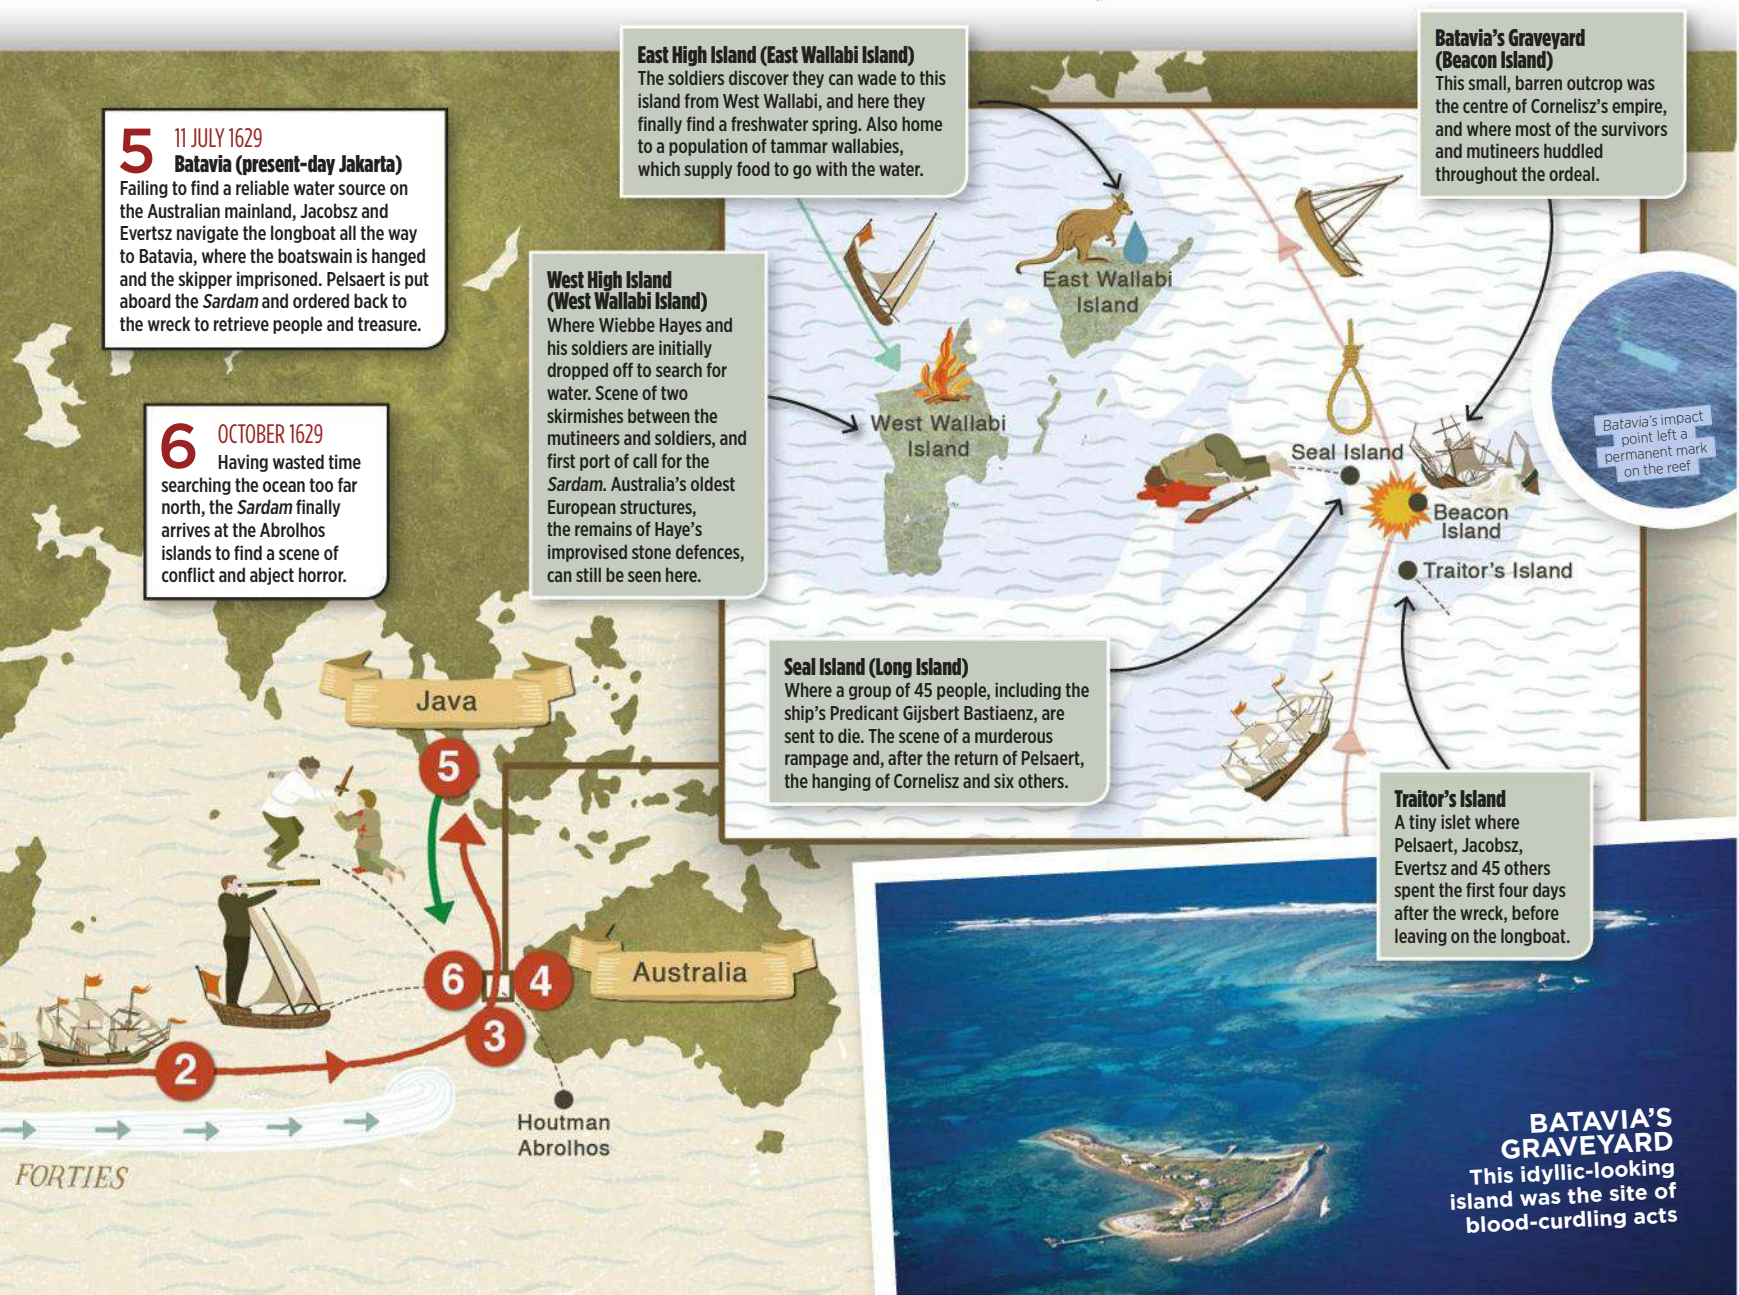 5
11 JULY 1629
Batavia (present-day Jakarta)
Failing to find a reliable water source on
the Australian mainland, Jacobsz and
Evertsz navigate the longboat all the way
to Batavia, where the boatswain is hanged
and the skipper imprisoned. Pelsaert is put
aboard the Sardam and ordered back to
the wreck to retrieve people and treasure.
6
OCTOBER 1629
Having wasted time
searching the ocean too far
north, the Sardam finally
arrives at the Abrolhos
islands to find a scene of
conflict and abject horror.
East High Island (East Wallabi Island)
The soldiers discover they can wade to this
island from West Wallabi, and here they
finally find a freshwater spring. Also home
to a population of tammar wallabies,
which supply food to go with the water.
West High Island
(West Wallabi Island)
Where Wiebbe Hayes and
his soldiers are initially
dropped off to search for
water. Scene of two
skirmishes between the
mutineers and soldiers, and
first port of call for the
Sardam. Australia's oldest
European structures,
the remains of Haye's
improvised stone defences,
can still be seen here.
Batavia's Graveyard
(Beacon Island)
This small, barren outcrop was
the centre of Cornelisz's empire,
and where most of the survivors
and mutineers huddled
throughout the ordeal.
East Wallabi
Island
West Wallabi
Island
Seal Island
Beacon
Island
Traitor's Island
Batavia's impact
point left a
permanent mark
on the reef
Seal Island (Long Island)
Where a group of 45 people, including the
ship's Predicant Gijsbert Bastiaenz, are
sent to die. The scene of a murderous
rampage and, after the return of Pelsaert,
the hanging of Cornelisz and six others.
Traitor's Island
A tiny islet where
Pelsaert, Jacobsz,
Evertsz and 45 others
spent the first four days
after the wreck, before
leaving on the longboat.
Java
5
6
4
3
2
Australia
Houtman
Abrolhos
FORTIES
BATAVIA'S
GRAVEYARD
This idyllic-looking
island was the site of
blood-curdling acts